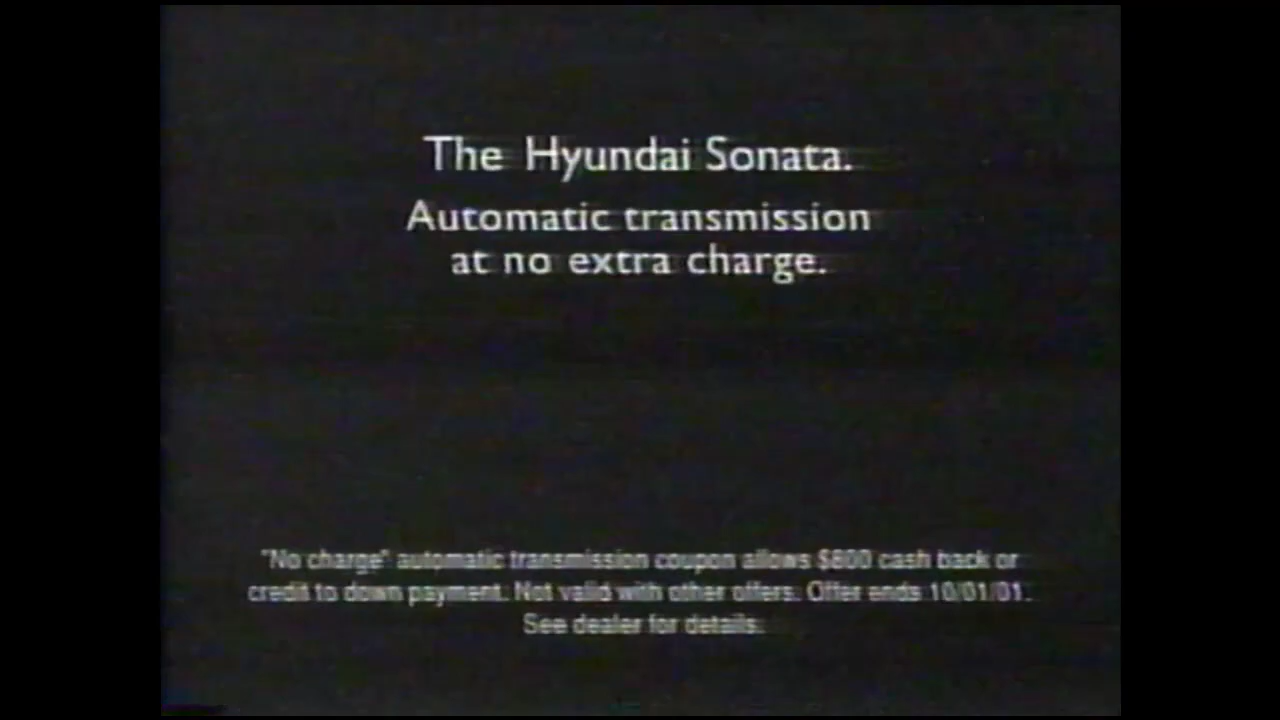 The Hyundai Sonata.
Automatic transmission
at no extra charge.
"No charge" automatic transmission coupon allows $800 cash back or
credit to down payment. Not valid with other offers. Offer ends 10/01/01.
See dealer for details.